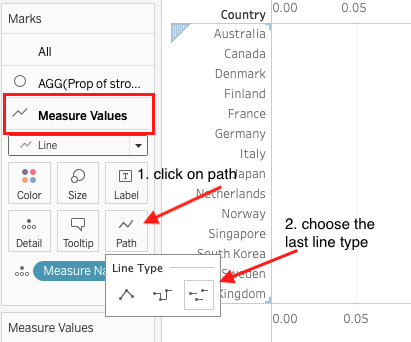 Marks
All
AGG(Prop of stro...
Measure Values
Line
Color
Size
Label
Detail
Tooltip
Path
Measure Na
Line Type
Measure Values
Country
Australia
Canada
Denmark
Finland
France
Germany
Italy
Japan
Netherlands
Norway
Singapore
South Korea
Sweden
Kingdom
0.00
0.05
0.00
0.05
1. click on path
2. choose the
last line type